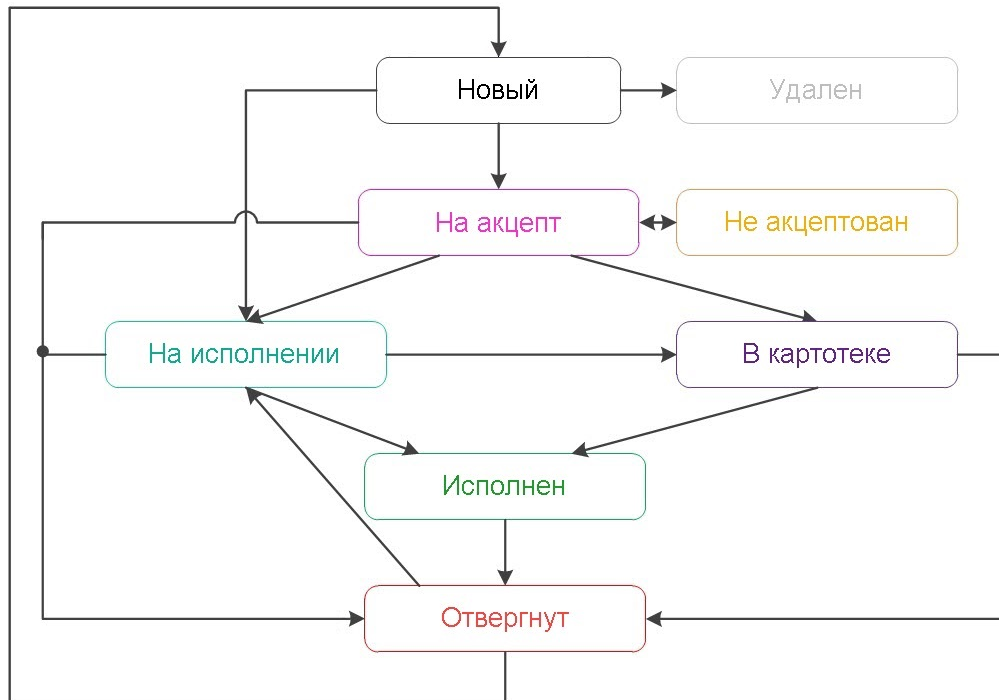 Новый
Удален
На акцепт
Не акцептован
На исполнении
В картотеке
Исполнен
Отвергнут